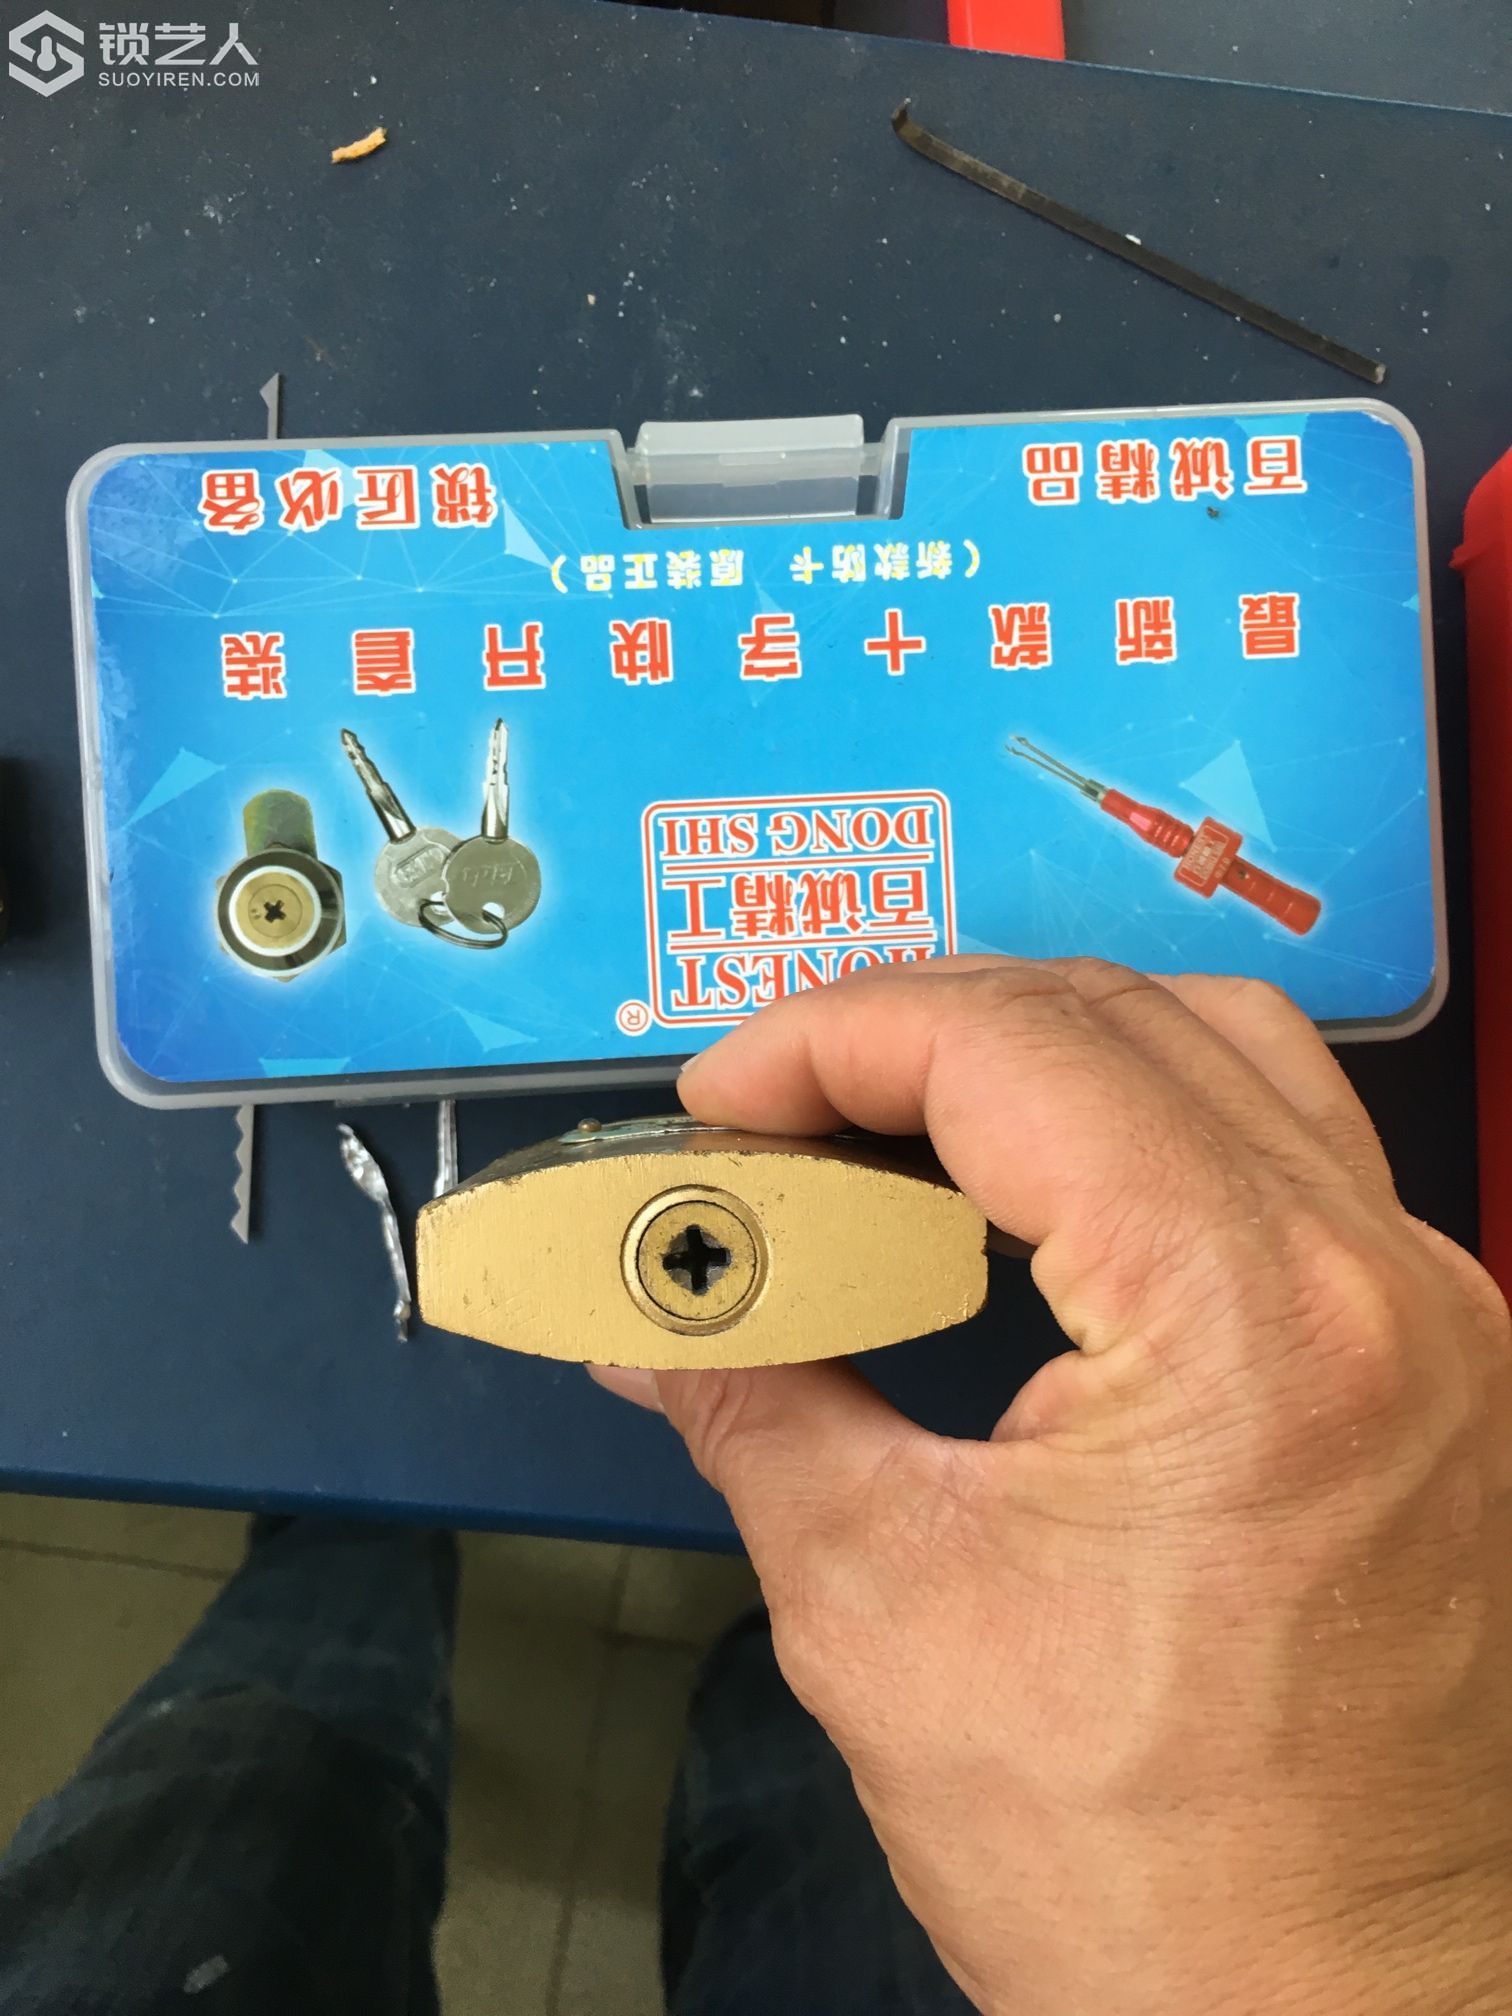 锁艺人
SUOYIREN.COM
HONEST
百诚精工
DONG SHI
®
最新款十字快开套装
（新款防卡 原装正品）
百诚精品
锁匠必备